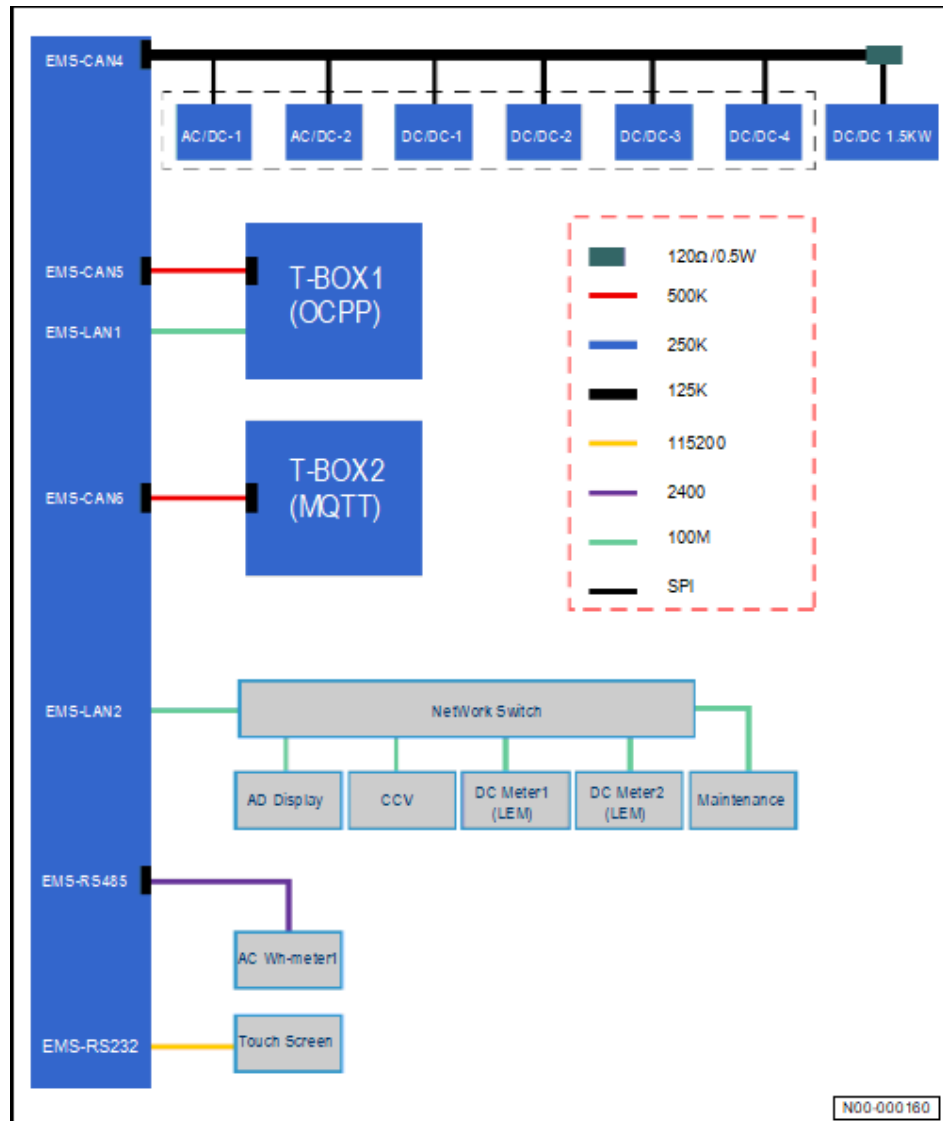 EMS-CAN4
AC/DC-1
AC/DC-2
DC/DC-1
DC/DC-2
DC/DC-3
DC/DC-4
DC/DC 1.5KW
EMS-CAN5
EMS-LAN1
T-BOX1
(OCPP)
EMS-CAN6
T-BOX2
(MQTT)
120Ω/0.5W
500K
250K
125K
115200
2400
100M
SPI
EMS-LAN2
NetWork Switch
AD Display
CCV
DC Meter1
(LEM)
DC Meter2
(LEM)
Maintenance
EMS-RS485
AC Wh-meter1
EMS-RS232
Touch Screen
N00-000160